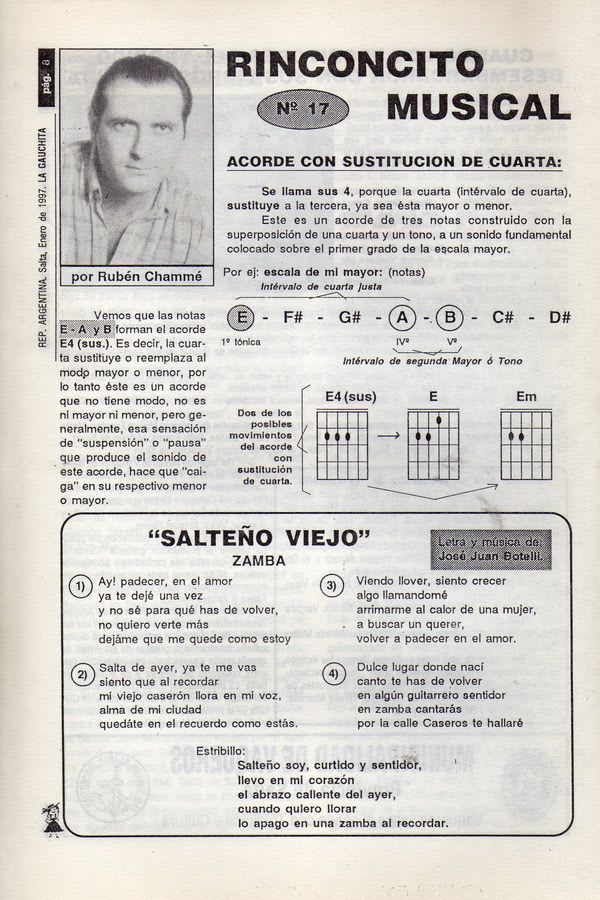 pág. 8
REP. ARGENTINA. Salta, Enero de 1997. LA GAUCHITA
RINCONCITO
Nº 17
MUSICAL
por Rubén Chammé
ACORDE CON SUSTITUCION DE CUARTA:
Se llama sus 4, porque la cuarta (intérvalo de cuarta),
sustituye a la tercera, ya sea ésta mayor o menor.
Este es un acorde de tres notas construido con la
superposición de una cuarta y un tono, a un sonido fundamental
colocado sobre el primer grado de la escala mayor.
Por ej: escala de mi mayor: (notas)
Intérvalo de cuarta justa
E - F# - G# - A - B - C# - D#
1º tónica IVº Vº
Intérvalo de segunda Mayor ó Tono
Vemos que las notas
E - A y B forman el acorde
E4 (sus.). Es decir, la cuar-
ta sustituye o reemplaza al
modo mayor o menor, por
lo tanto éste es un acorde
que no tiene modo, no es
ni mayor ni menor, pero ge-
neralmente, esa sensación
de "suspensión" o "pausa"
que produce el sonido de
este acorde, hace que "cai-
ga" en su respectivo menor
o mayor.
Dos de los
posibles
movimientos
del acorde
con
sustitución
de cuarta.
E4 (sus) E Em
"SALTEÑO VIEJO"
ZAMBA
Letra y música de:
José Juan Botelli.
1) Ay! padecer, en el amor
ya te dejé una vez
y no sé para qué has de volver,
no quiero verte más
dejáme que me quede como estoy
2) Salta de ayer, ya te me vas
siento que al recordar
mi viejo caserón llora en mi voz,
alma de mi ciudad
quedáte en el recuerdo como estás.
3) Viendo llover, siento crecer
algo llamandomé
arrimarme al calor de una mujer,
a buscar un querer,
volver a padecer en el amor.
4) Dulce lugar donde nací
canto te has de volver
en algún guitarrero sentidor
en zamba cantarás
por la calle Caseros te hallaré
Estribillo:
Salteño soy, curtido y sentidor,
llevo en mi corazón
el abrazo caliente del ayer,
cuando quiero llorar
lo apago en una zamba al recordar.